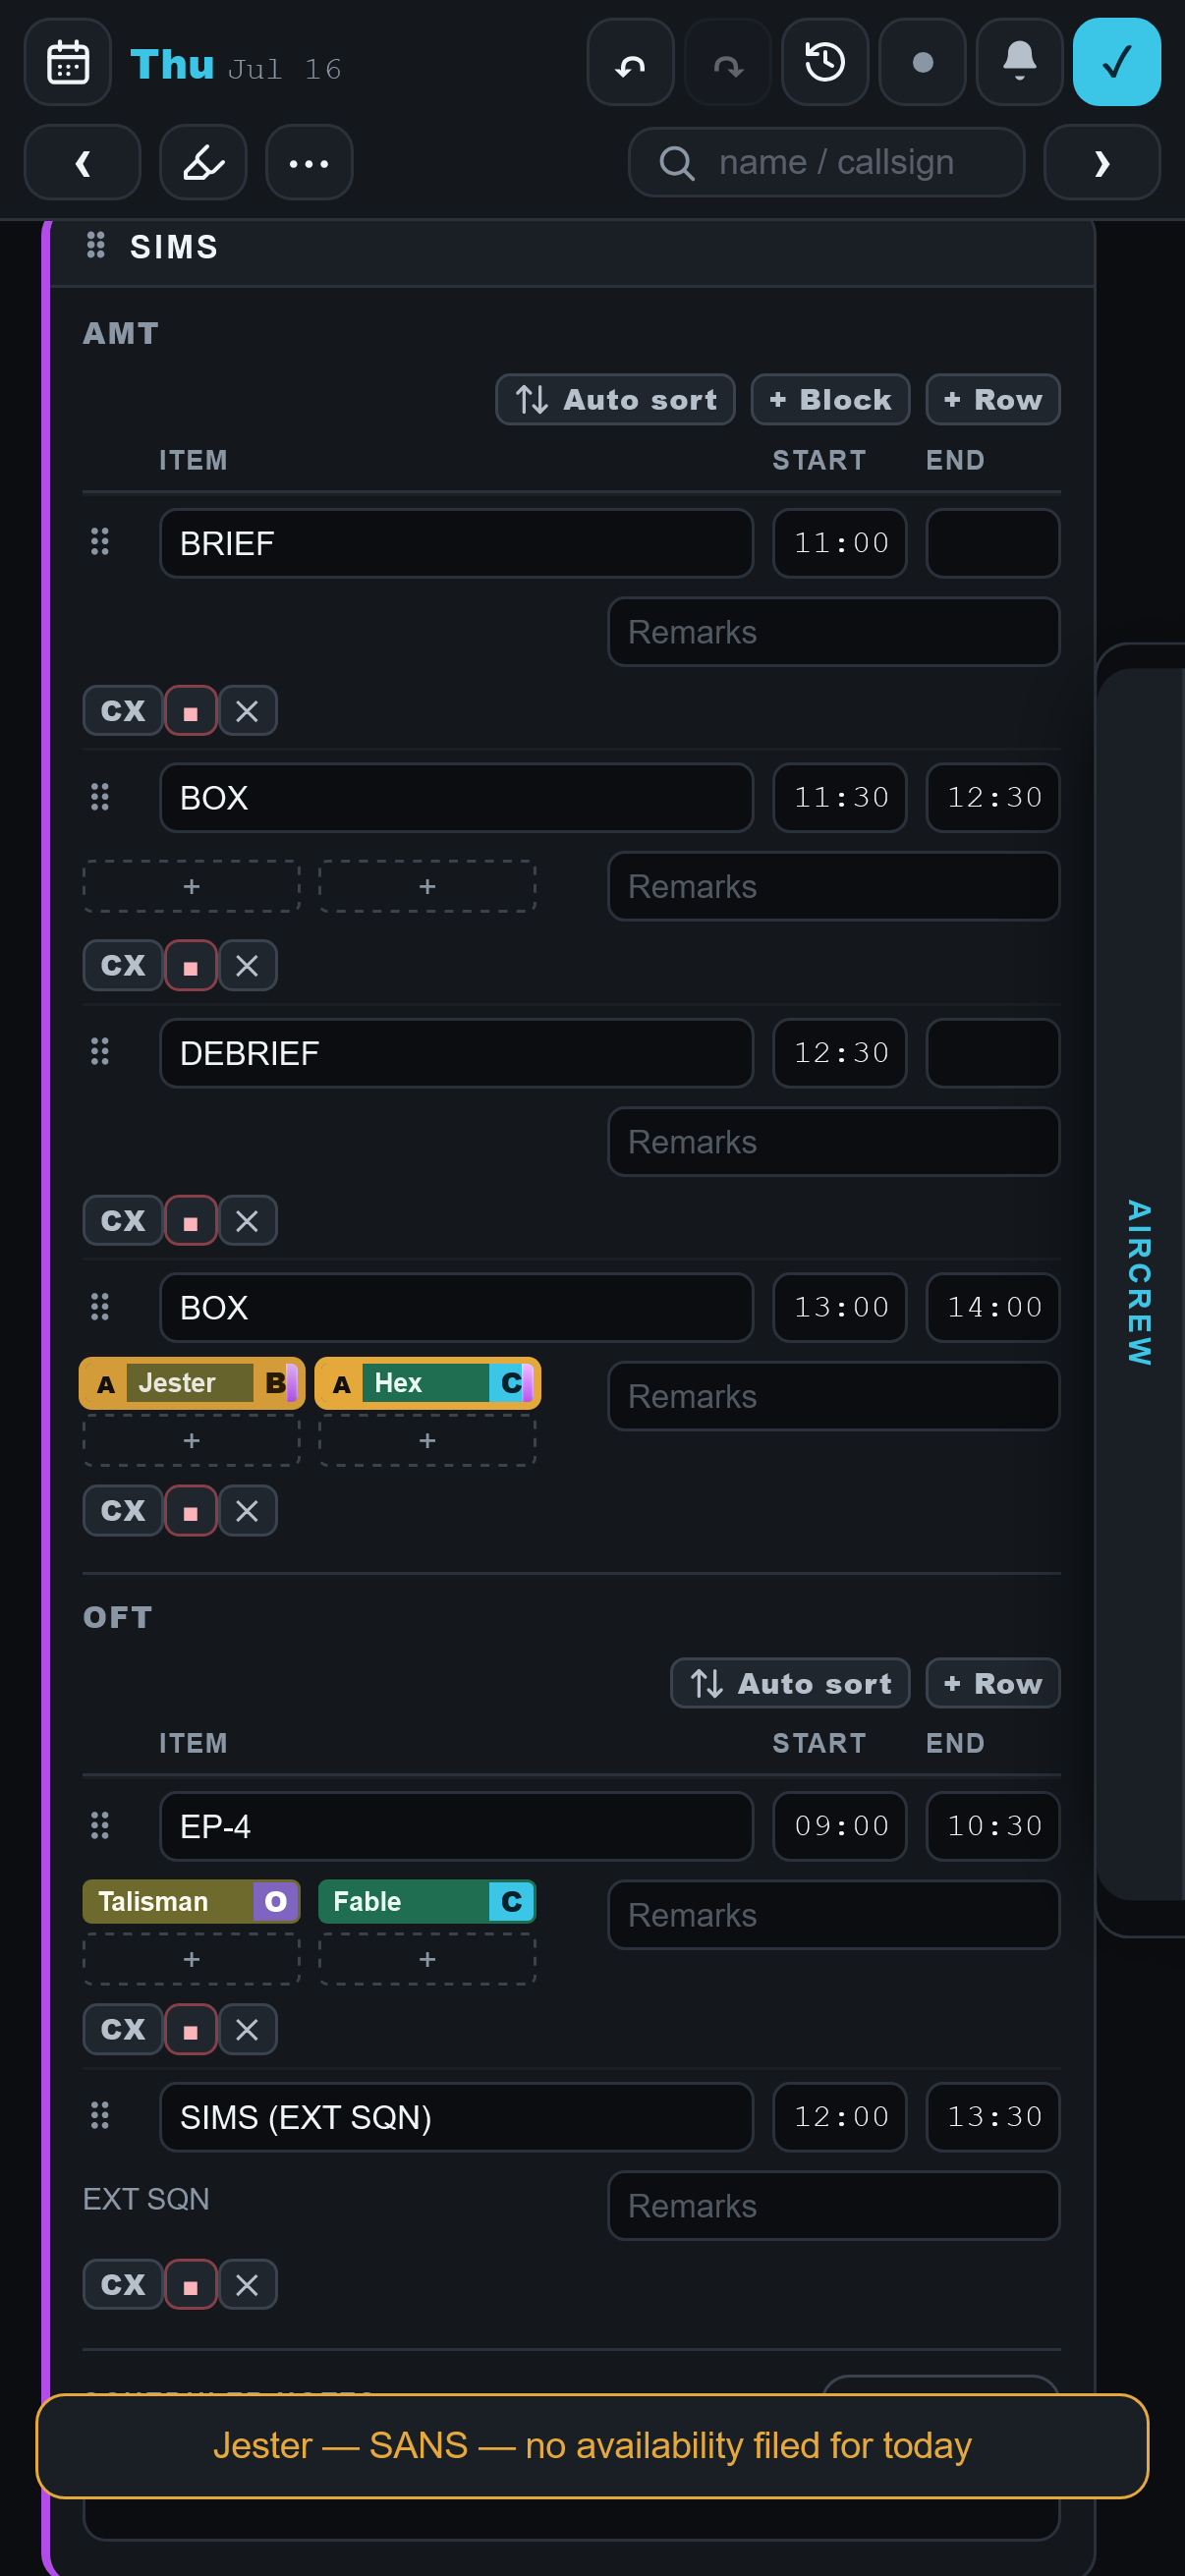 Thu Jul 16
name / callsign
SIMS
AMT
Auto sort + Block + Row
ITEM START END
BRIEF 11:00
Remarks
CX
BOX 11:30 12:30
+ + Remarks
CX
DEBRIEF 12:30
Remarks
CX
BOX 13:00 14:00
A Jester B A Hex C Remarks
+ +
CX
AIRCREW
OFT
Auto sort + Row
ITEM START END
EP-4 09:00 10:30
Talisman O Fable C Remarks
+ +
CX
SIMS (EXT SQN) 12:00 13:30
EXT SQN Remarks
CX
Jester — SANS — no availability filed for today